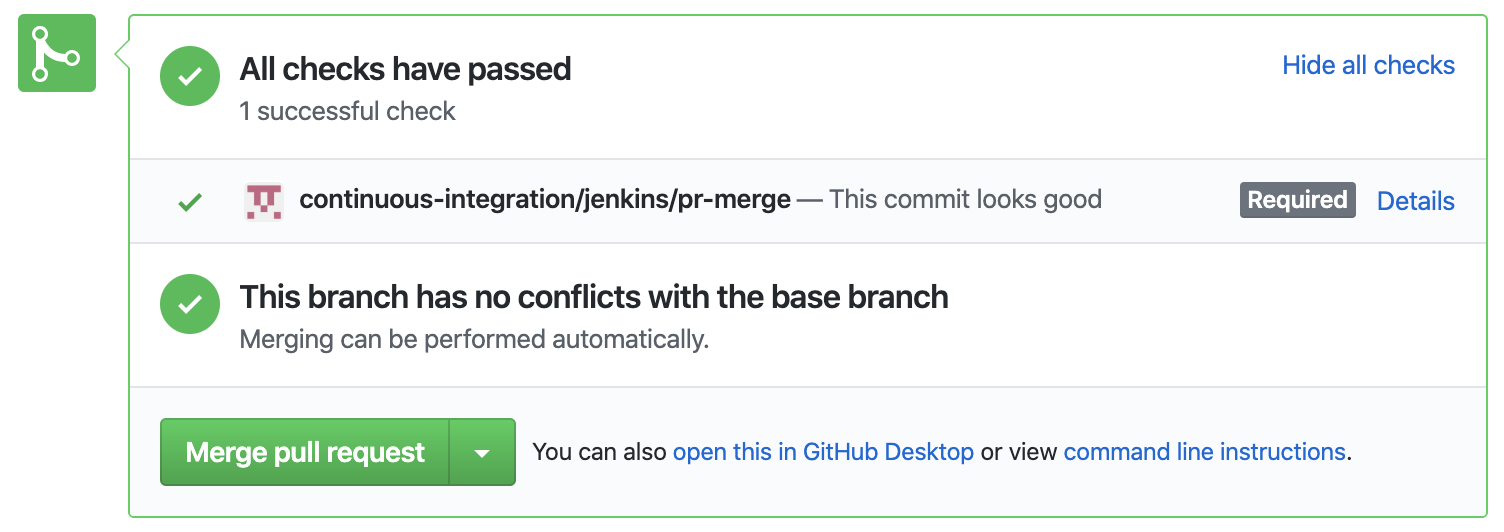 All checks have passed
Hide all checks
1 successful check
continuous-integration/jenkins/pr-merge — This commit looks good
Required
Details
This branch has no conflicts with the base branch
Merging can be performed automatically.
Merge pull request
You can also open this in GitHub Desktop or view command line instructions.